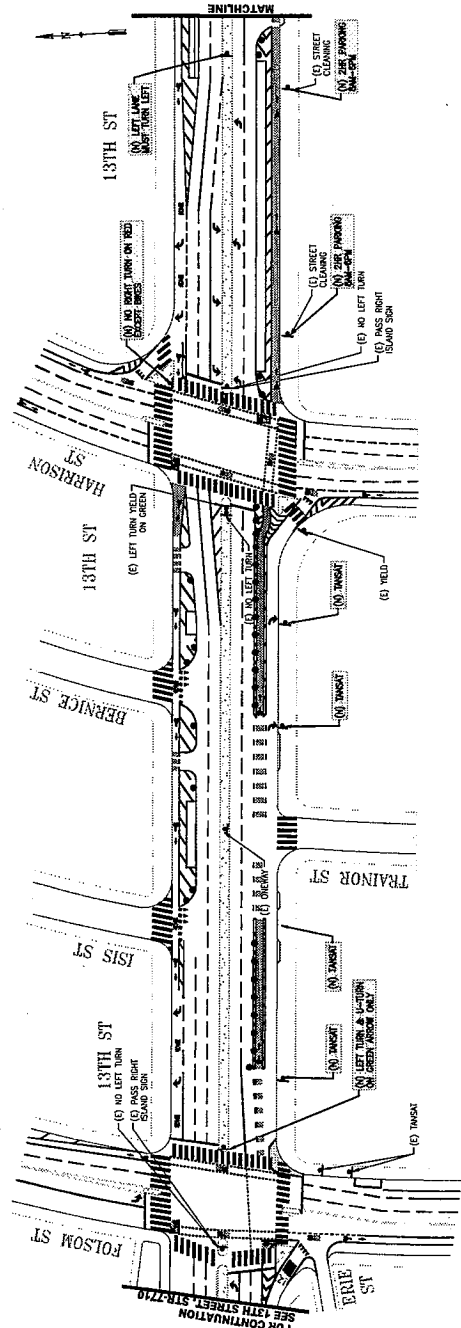 MATCHLINE
N
13TH ST
(N) LEFT LANE
MUST TURN LEFT
(E) STREET
CLEANING
(N) 2HR PARKING
8AM-6PM
(N) NO RIGHT TURN ON RED
EXCEPT BIKES
(E) STREET
CLEANING
(N) 2HR PARKING
8AM-6PM
(E) NO LEFT TURN
(E) PASS RIGHT
ISLAND SIGN
HARRISON
ST
13TH ST
(E) LEFT TURN YIELD
ON GREEN
(E) NO LEFT TURN
(E) YIELD
(N) TANSAT
BERNICE ST
(N) TANSAT
TRAINOR ST
(E) ONEWAY
ISIS ST
(N) TANSAT
13TH ST
(E) NO LEFT TURN
(E) PASS RIGHT
ISLAND SIGN
(N) TANSAT
(N) LEFT TURN & U-TURN
ON GREEN ARROW ONLY
(E) TANSAT
FOLSOM ST
ERIE
ST
FOR CONTINUATION
SEE 13TH STREET, STR-7710